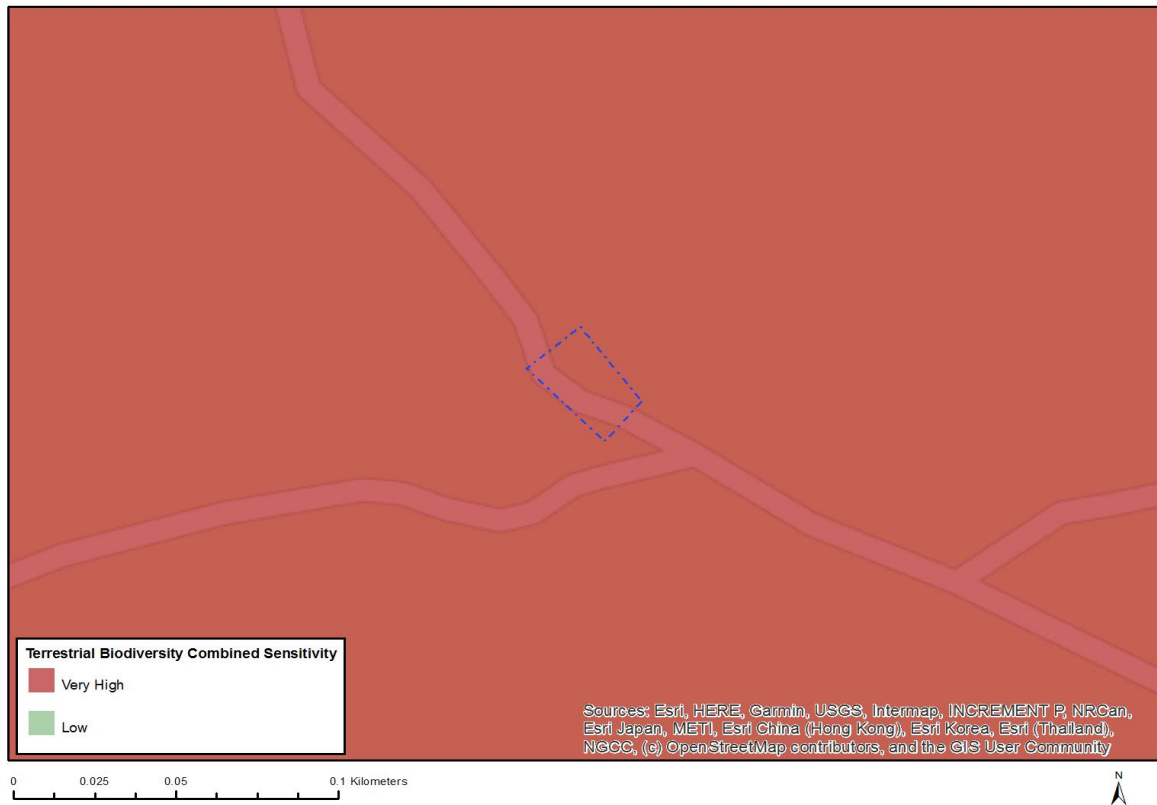 Terrestrial Biodiversity Combined Sensitivity
Very High
Low
Sources: Esri, HERE, Garmin, USGS, Intermap, INCREMENT P, NRCan,
Esri Japan, METI, Esri China (Hong Kong), Esri Korea, Esri (Thailand),
NGCC, (c) OpenStreetMap contributors, and the GIS User Community
0 0.025 0.05 0.1 Kilometers
N